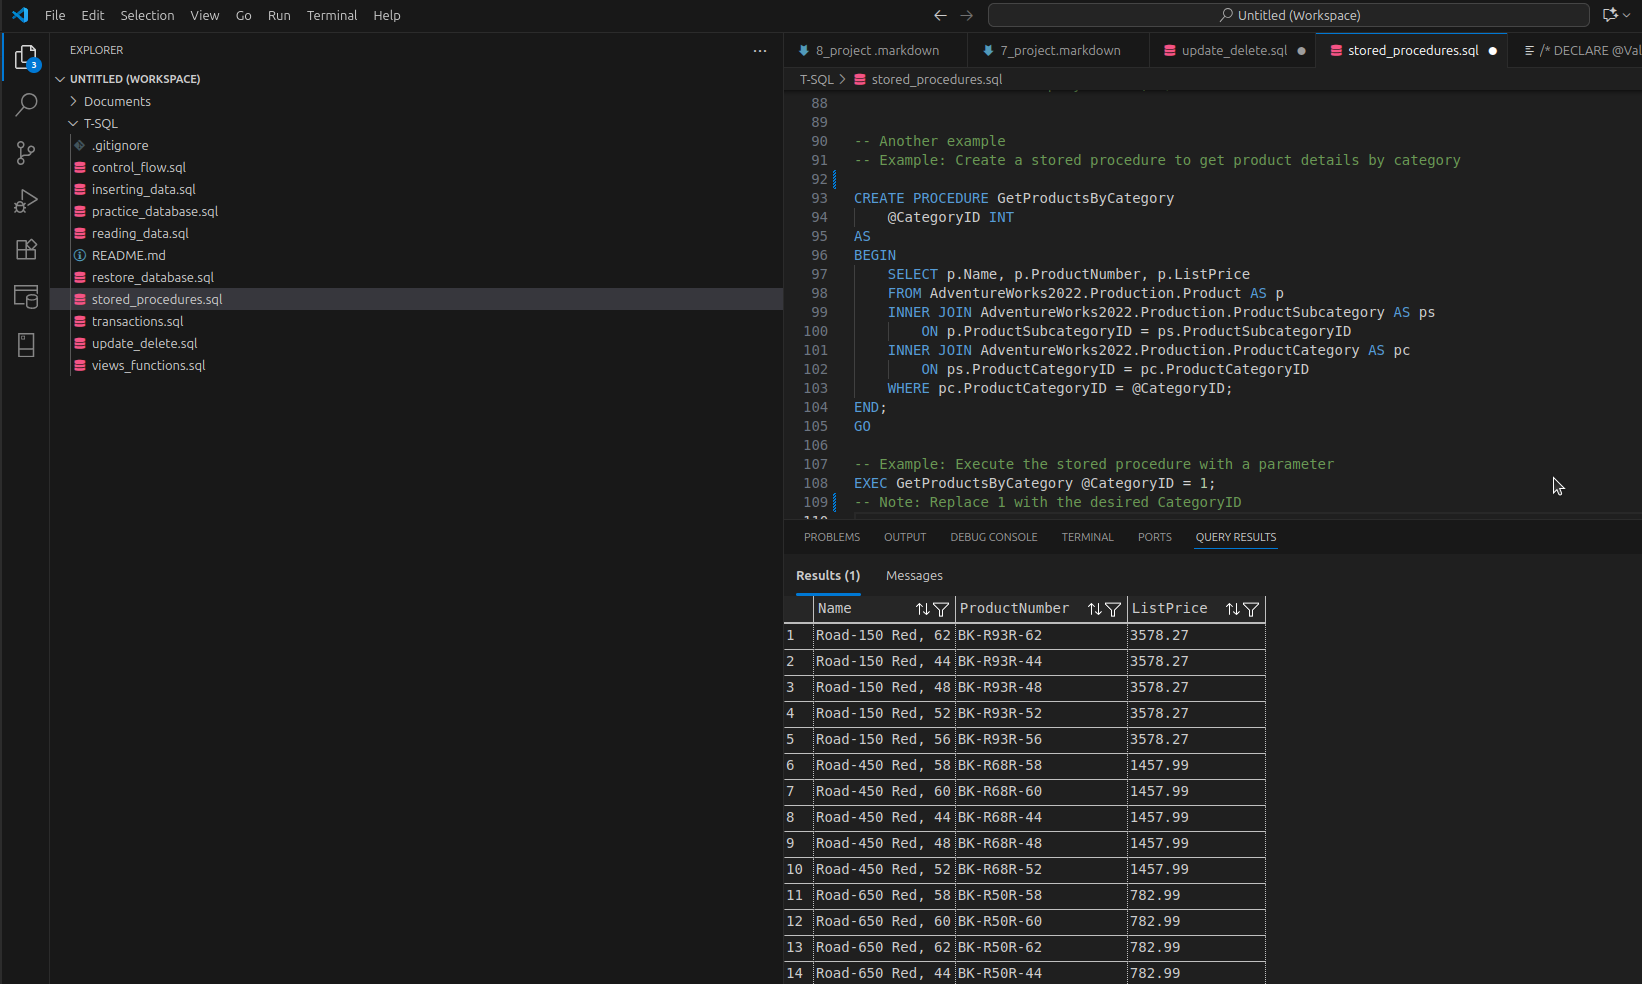 File Edit Selection View Go Run Terminal Help
Untitled (Workspace)
EXPLORER
3
UNTITLED (WORKSPACE)
Documents
T-SQL
.gitignore
control_flow.sql
inserting_data.sql
practice_database.sql
reading_data.sql
README.md
restore_database.sql
stored_procedures.sql
transactions.sql
update_delete.sql
views_functions.sql
8_project .markdown 7_project.markdown update_delete.sql stored_procedures.sql /* DECLARE @Val
T-SQL > stored_procedures.sql
88
89
90 -- Another example
91 -- Example: Create a stored procedure to get product details by category
92
93 CREATE PROCEDURE GetProductsByCategory
94 @CategoryID INT
95 AS
96 BEGIN
97 SELECT p.Name, p.ProductNumber, p.ListPrice
98 FROM AdventureWorks2022.Production.Product AS p
99 INNER JOIN AdventureWorks2022.Production.ProductSubcategory AS ps
100 ON p.ProductSubcategoryID = ps.ProductSubcategoryID
101 INNER JOIN AdventureWorks2022.Production.ProductCategory AS pc
102 ON ps.ProductCategoryID = pc.ProductCategoryID
103 WHERE pc.ProductCategoryID = @CategoryID;
104 END;
105 GO
106
107 -- Example: Execute the stored procedure with a parameter
108 EXEC GetProductsByCategory @CategoryID = 1;
109 -- Note: Replace 1 with the desired CategoryID
PROBLEMS OUTPUT DEBUG CONSOLE TERMINAL PORTS QUERY RESULTS
Results (1) Messages
Name ProductNumber ListPrice
1 Road-150 Red, 62 BK-R93R-62 3578.27
2 Road-150 Red, 44 BK-R93R-44 3578.27
3 Road-150 Red, 48 BK-R93R-48 3578.27
4 Road-150 Red, 52 BK-R93R-52 3578.27
5 Road-150 Red, 56 BK-R93R-56 3578.27
6 Road-450 Red, 58 BK-R68R-58 1457.99
7 Road-450 Red, 60 BK-R68R-60 1457.99
8 Road-450 Red, 44 BK-R68R-44 1457.99
9 Road-450 Red, 48 BK-R68R-48 1457.99
10 Road-450 Red, 52 BK-R68R-52 1457.99
11 Road-650 Red, 58 BK-R50R-58 782.99
12 Road-650 Red, 60 BK-R50R-60 782.99
13 Road-650 Red, 62 BK-R50R-62 782.99
14 Road-650 Red, 44 BK-R50R-44 782.99